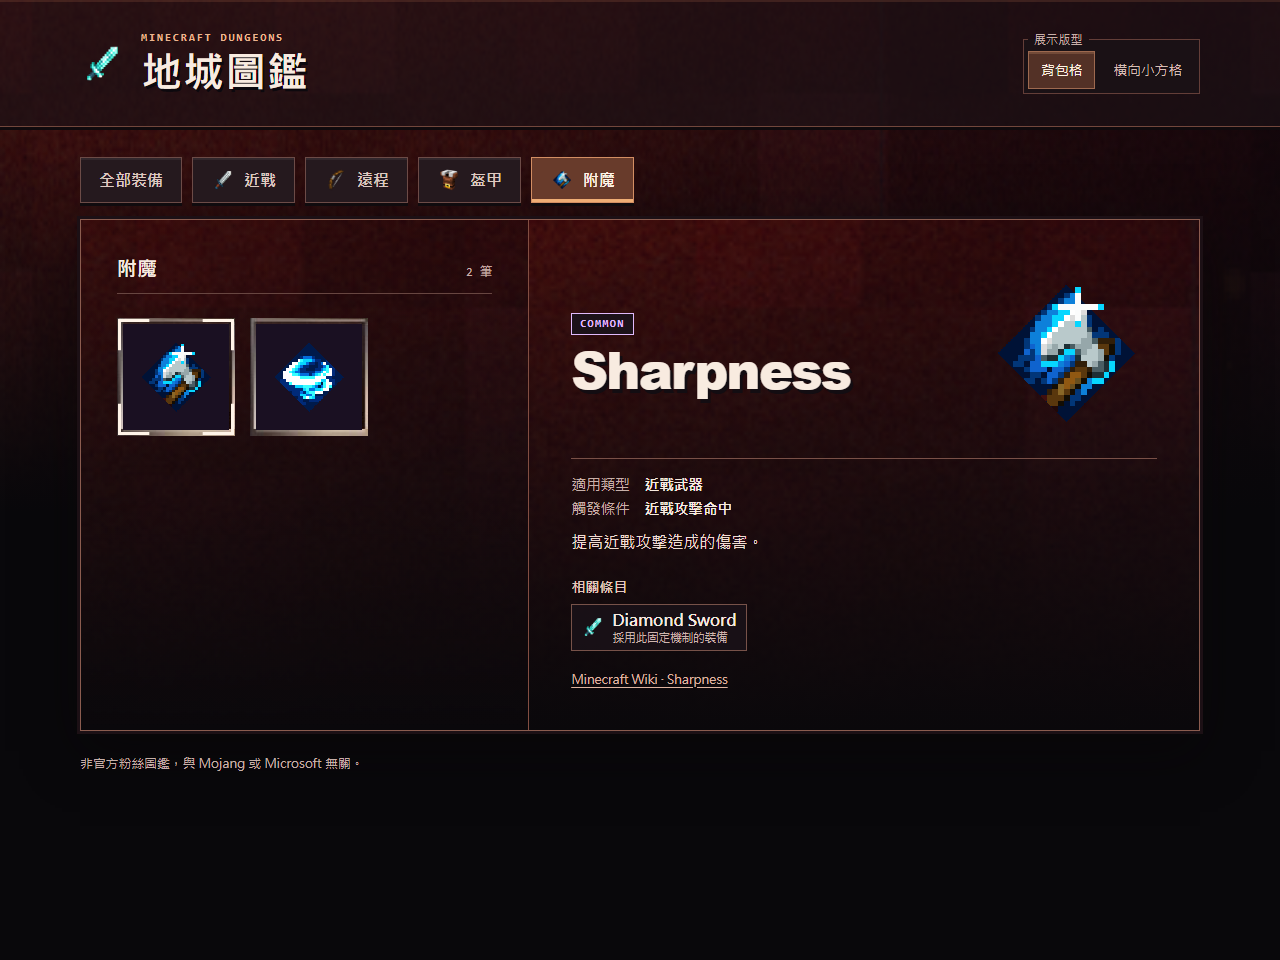 MINECRAFT DUNGEONS
地城圖鑑
展示版型
背包格
橫向小方格
全部裝備
近戰
遠程
盔甲
附魔
附魔
2 筆
COMMON
Sharpness
適用類型 近戰武器
觸發條件 近戰攻擊命中
提高近戰攻擊造成的傷害。
相關條目
Diamond Sword
採用此固定機制的裝備
Minecraft Wiki · Sharpness
非官方粉絲圖鑑，與 Mojang 或 Microsoft 無關。